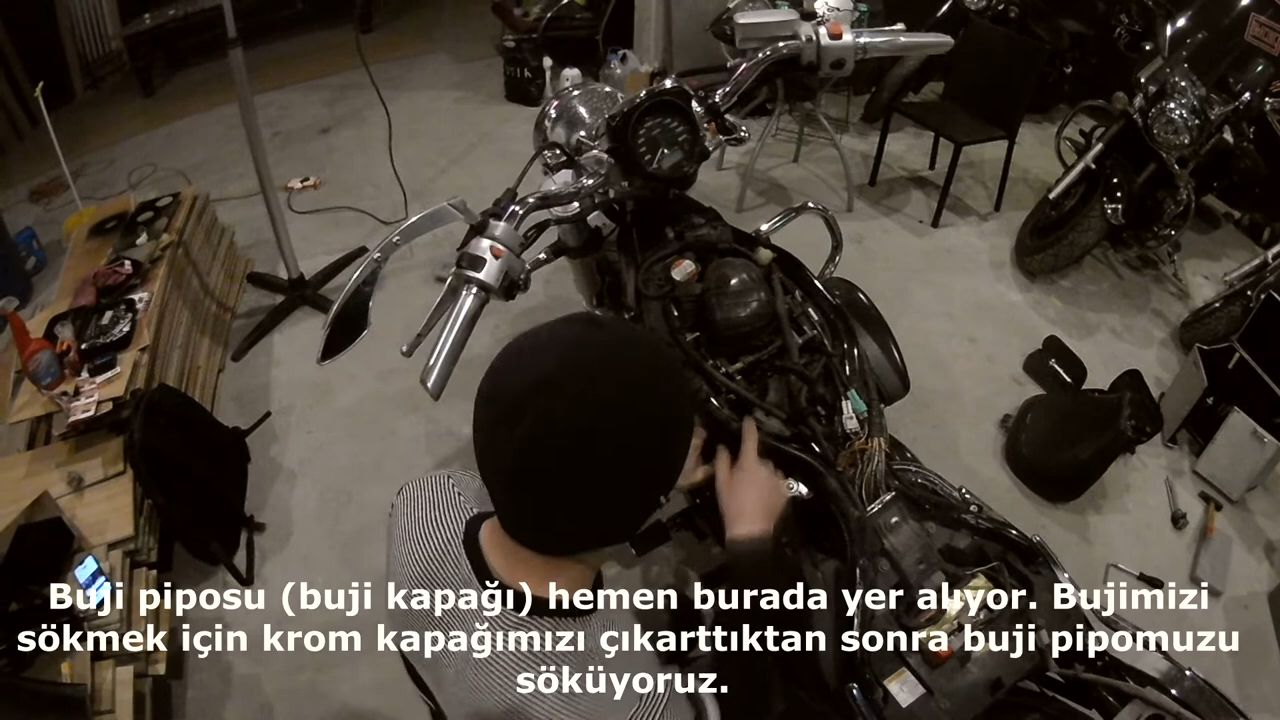 Buji piposu (buji kapağı) hemen burada yer alıyor. Bujimizi
sökmek için krom kapağımızı çıkarttıktan sonra buji pipomuzu
söküyoruz.